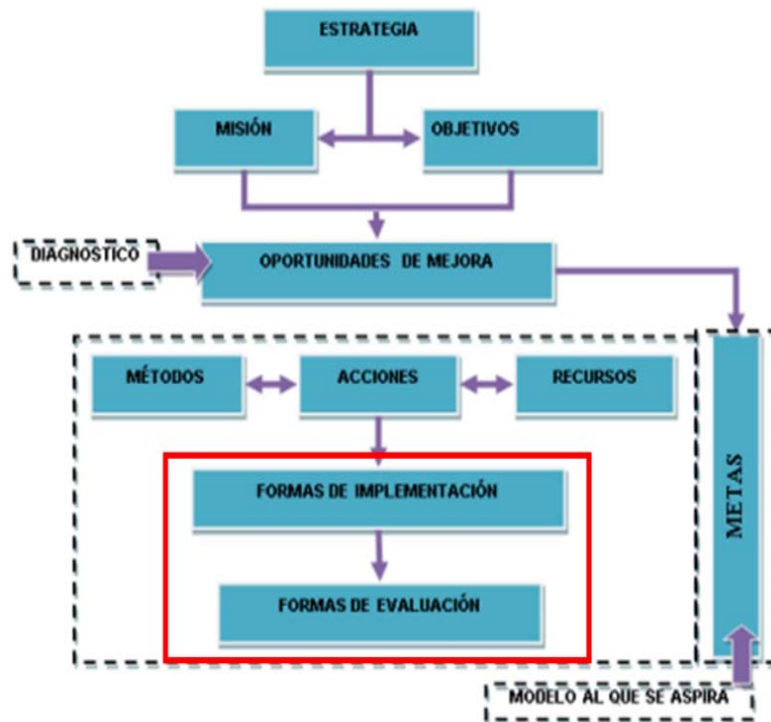 ESTRATEGIA
MISIÓN
OBJETIVOS
DIAGNOSTICO
OPORTUNIDADES DE MEJORA
MÉTODOS
ACCIONES
RECURSOS
METAS
FORMAS DE IMPLEMENTACIÓN
FORMAS DE EVALUACIÓN
MODELO AL QUE SE ASPIRA